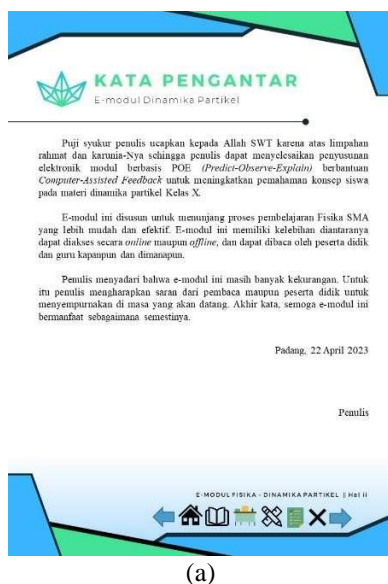 KATA PENGANTAR
E-modul Dinamika Partikel
Puji syukur penulis ucapkan kepada Allah SWT karena atas limpahan
rahmat dan karunia-Nya sehingga penulis dapat menyelesaikan penyusunan
elektronik modul berbasis POE (Predict-Observe-Explain) berbantuan
Computer-Assisted Feedback untuk meningkatkan pemahaman konsep siswa
pada materi dinamika partikel Kelas X.
E-modul ini disusun untuk menunjang proses pembelajaran Fisika SMA
yang lebih mudah dan efektif. E-modul ini memiliki kelebihan diantaranya
dapat diakses secara online maupun offline, dan dapat dibaca oleh peserta didik
dan guru kapanpun dan dimanapun.
Penulis menyadari bahwa e-modul ini masih banyak kekurangan. Untuk
itu penulis mengharapkan saran dari pembaca maupun peserta didik untuk
menyempurnakan di masa yang akan datang. Akhir kata, semoga e-modul ini
bermanfaat sebagaimana semestinya.
Padang, 22 April 2023
Penulis
E-MODUL FISIKA - DINAMIKA PARTIKEL || Hal ii
(a)